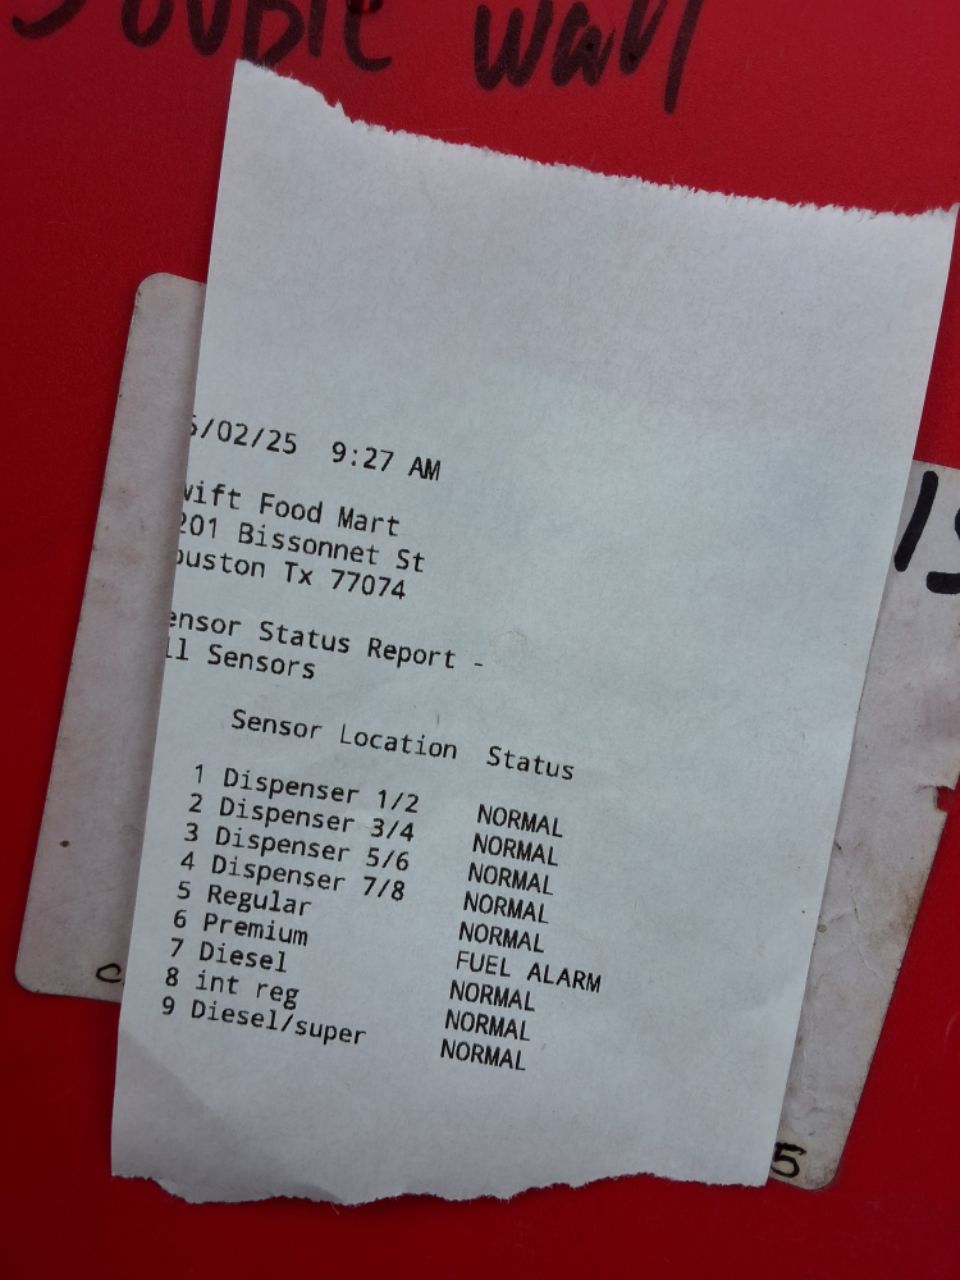 Double Wall
5/02/25 9:27 AM
wift Food Mart
201 Bissonnet St
ouston Tx 77074
ensor Status Report -
ll Sensors
Sensor Location Status
1 Dispenser 1/2 NORMAL
2 Dispenser 3/4 NORMAL
3 Dispenser 5/6 NORMAL
4 Dispenser 7/8 NORMAL
5 Regular NORMAL
6 Premium FUEL ALARM
7 Diesel NORMAL
8 int reg NORMAL
9 Diesel/super NORMAL
15
C
5